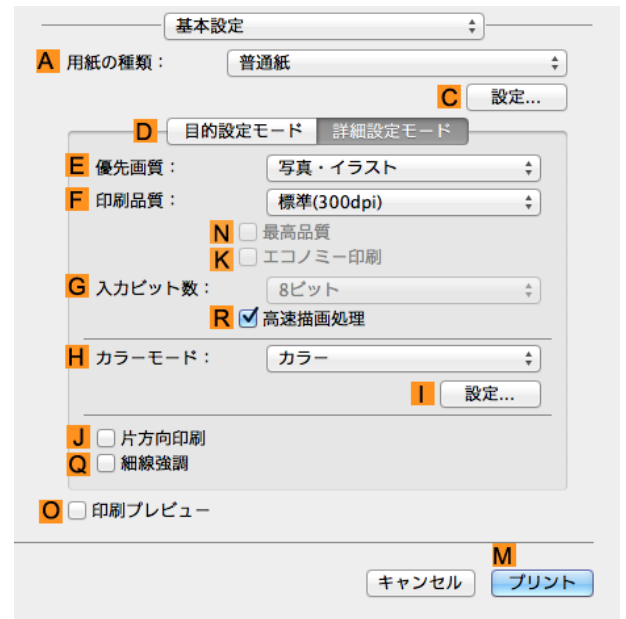 基本設定
A 用紙の種類： 普通紙
C 設定...
D 目的設定モード 詳細設定モード
E 優先画質： 写真・イラスト
F 印刷品質： 標準(300dpi)
N 最高品質
K エコノミー印刷
G 入力ビット数： 8ビット
R 高速描画処理
H カラーモード： カラー
I 設定...
J 片方向印刷
Q 細線強調
O 印刷プレビュー
M
キャンセル プリント